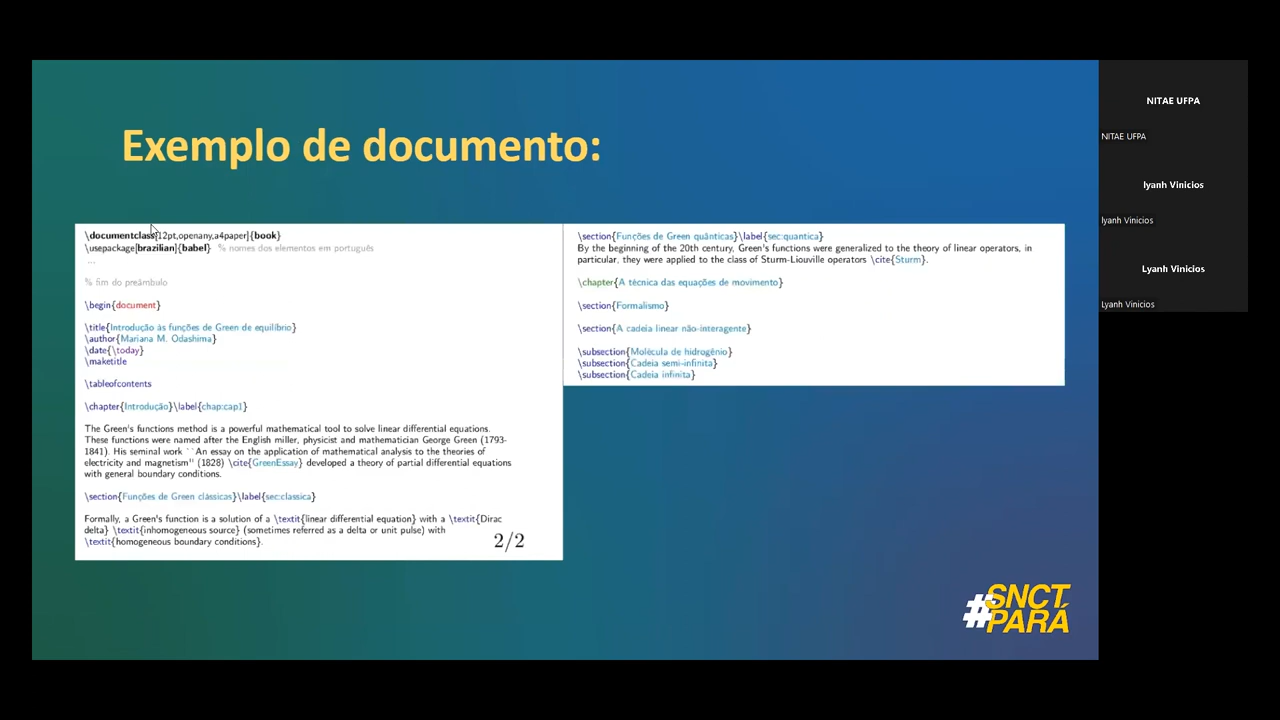 Exemplo de documento:
\documentclass[12pt,openany,a4paper]{book}
\usepackage[brazilian]{babel} % nomes dos elementos em português
...
% fim do preâmbulo
\begin{document}
\title{Introdução às funções de Green de equilíbrio}
\author{Mariana M. Odashima}
\date{\today}
\maketitle
\tableofcontents
\chapter{Introdução}\label{chap:cap1}
The Green's functions method is a powerful mathematical tool to solve linear differential equations.
These functions were named after the English miller, physicist and mathematician George Green (1793-
1841). His seminal work ``An essay on the application of mathematical analysis to the theories of
electricity and magnetism'' (1828) \cite{GreenEssay} developed a theory of partial differential equations
with general boundary conditions.
\section{Funções de Green clássicas}\label{sec:classica}
Formally, a Green's function is a solution of a \textit{linear differential equation} with a \textit{Dirac
delta} \textit{inhomogeneous source} (sometimes referred as a delta or unit pulse) with
\textit{homogeneous boundary conditions}.
2/2
\section{Funções de Green quânticas}\label{sec:quantica}
By the beginning of the 20th century, Green's functions were generalized to the theory of linear operators, in
particular, they were applied to the class of Sturm-Liouville operators \cite{Sturm}.
\chapter{A técnica das equações de movimento}
\section{Formalismo}
\section{A cadeia linear não-interagente}
\subsection{Molécula de hidrogênio}
\subsection{Cadeia semi-infinita}
\subsection{Cadeia infinita}
#SNCT
PARÁ
NITAE UFPA
NITAE UFPA
lyanh Vinicios
lyanh Vinicios
Lyanh Vinicios
Lyanh Vinicios